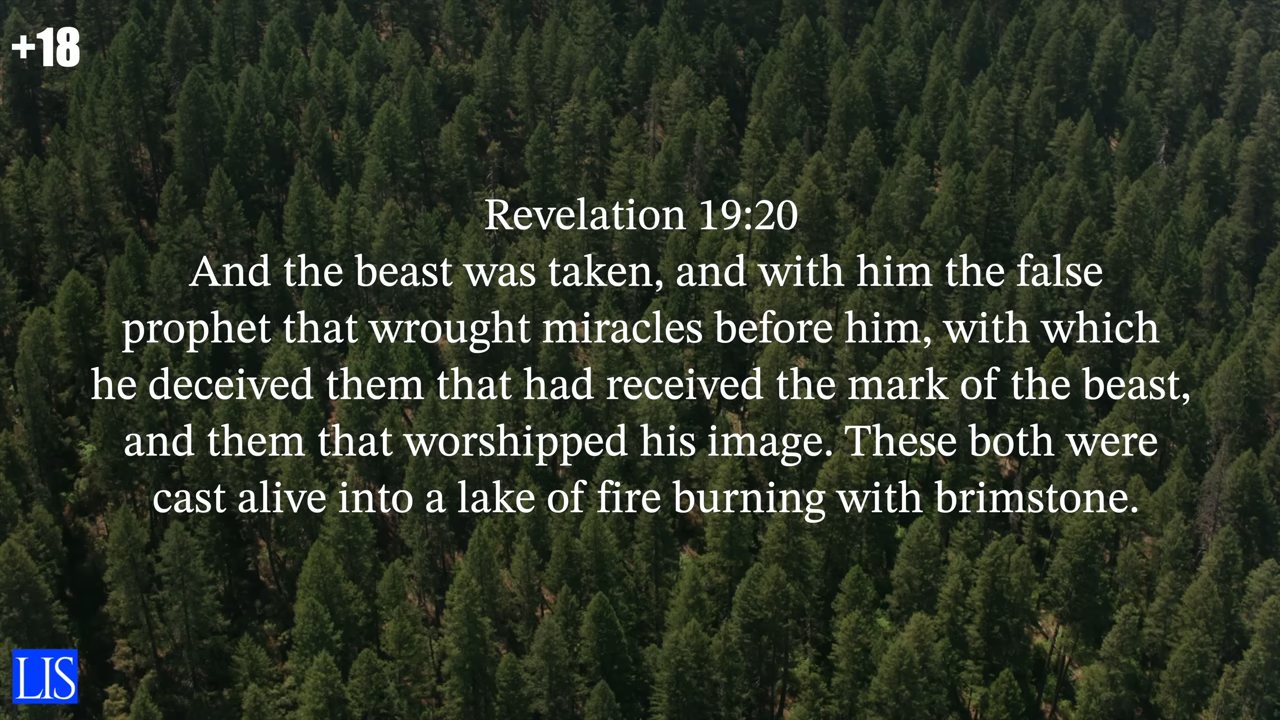 +18
Revelation 19:20
And the beast was taken, and with him the false
prophet that wrought miracles before him, with which
he deceived them that had received the mark of the beast,
and them that worshipped his image. These both were
cast alive into a lake of fire burning with brimstone.
LIS